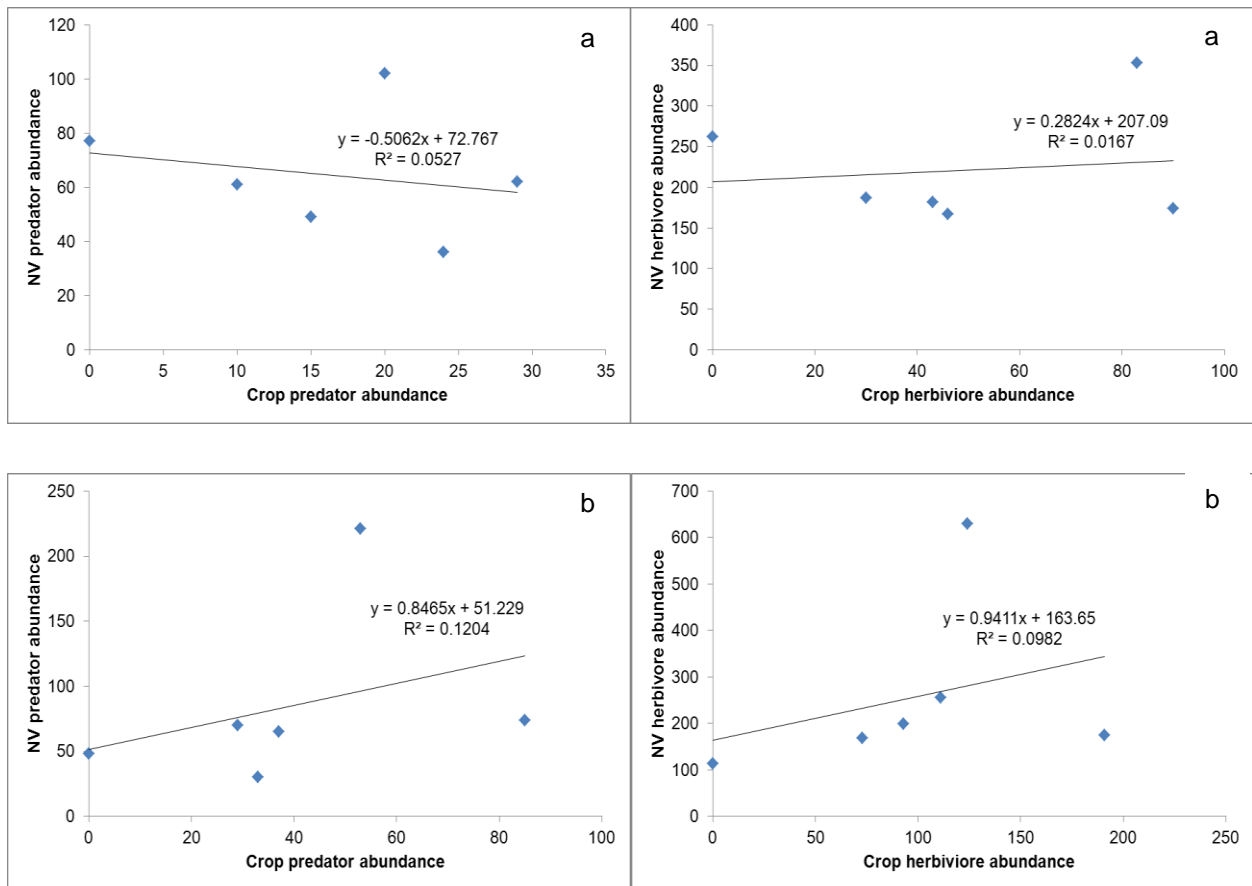 120
100
80
60
40
20
0
NV predator abundance
a
y = -0.5062x + 72.767
R² = 0.0527
0 5 10 15 20 25 30 35
Crop predator abundance
400
350
300
250
200
150
100
50
0
NV herbivore abundance
a
y = 0.2824x + 207.09
R² = 0.0167
0 20 40 60 80 100
Crop herbiviore abundance
250
200
150
100
50
0
NV predator abundance
b
y = 0.8465x + 51.229
R² = 0.1204
0 20 40 60 80 100
Crop predator abundance
700
600
500
400
300
200
100
0
NV herbivore abundance
b
y = 0.9411x + 163.65
R² = 0.0982
0 50 100 150 200 250
Crop herbiviore abundance